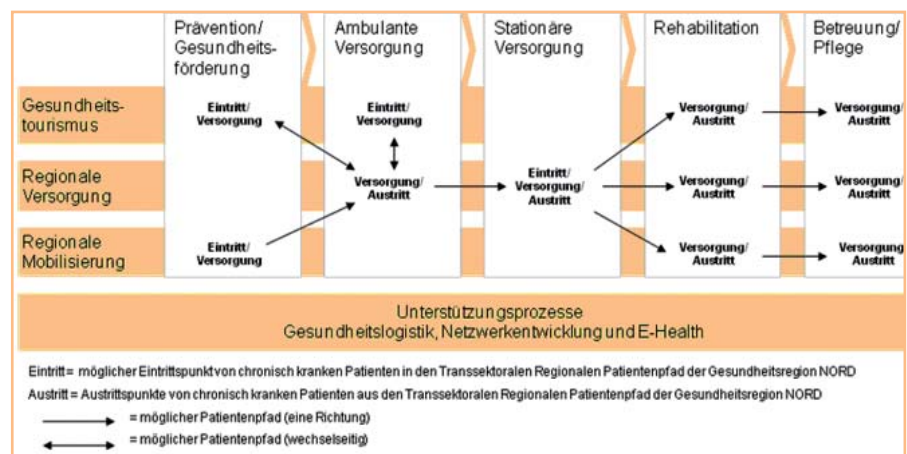 Prävention/
Gesundheits-
förderung
Ambulante
Versorgung
Stationäre
Versorgung
Rehabilitation
Betreuung/
Pflege
Gesundheits-
tourismus
Eintritt/
Versorgung
Eintritt/
Versorgung
Versorgung/
Austritt
Versorgung/
Austritt
Regionale
Versorgung
Versorgung/
Austritt
Eintritt/
Versorgung/
Austritt
Versorgung/
Austritt
Versorgung/
Austritt
Regionale
Mobilisierung
Eintritt/
Versorgung
Versorgung/
Austritt
Versorgung/
Austritt
Unterstützungsprozesse
Gesundheitslogistik, Netzwerkentwicklung und E-Health
Eintritt = möglicher Eintrittspunkt von chronisch kranken Patienten in den Transsektoralen Regionalen Patientenpfad der Gesundheitsregion NORD
Austritt = Austrittspunkte von chronisch kranken Patienten aus den Transsektoralen Regionalen Patientenpfad der Gesundheitsregion NORD
= möglicher Patientenpfad (eine Richtung)
= möglicher Patientenpfad (wechselseitig)